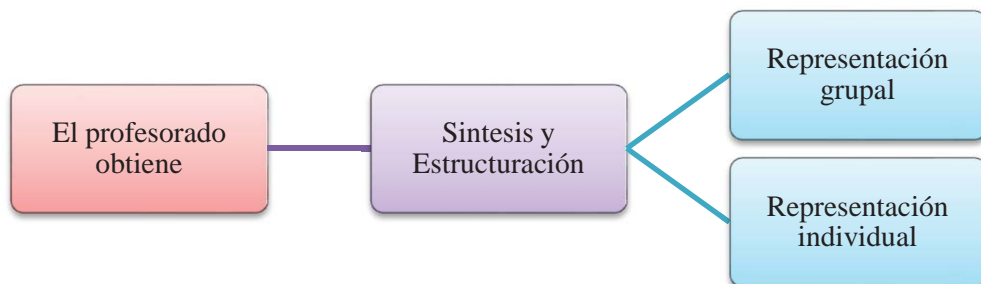 El profesorado
obtiene
Sintesis y
Estructuración
Representación
grupal
Representación
individual